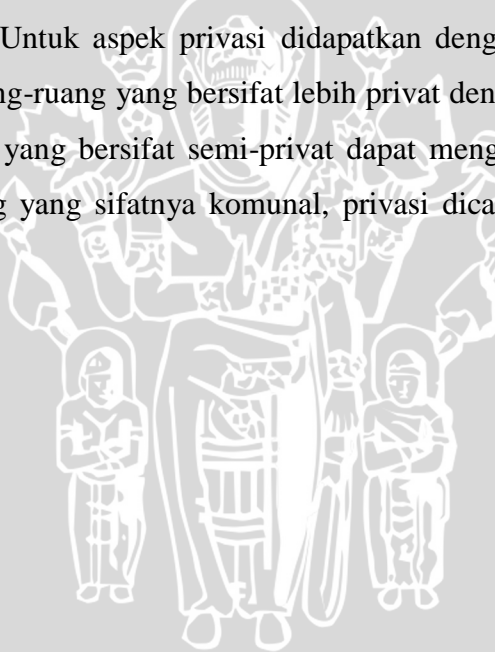 Untuk aspek privasi didapatkan deng
ng-ruang yang bersifat lebih privat den
yang bersifat semi-privat dapat meng
g yang sifatnya komunal, privasi dica